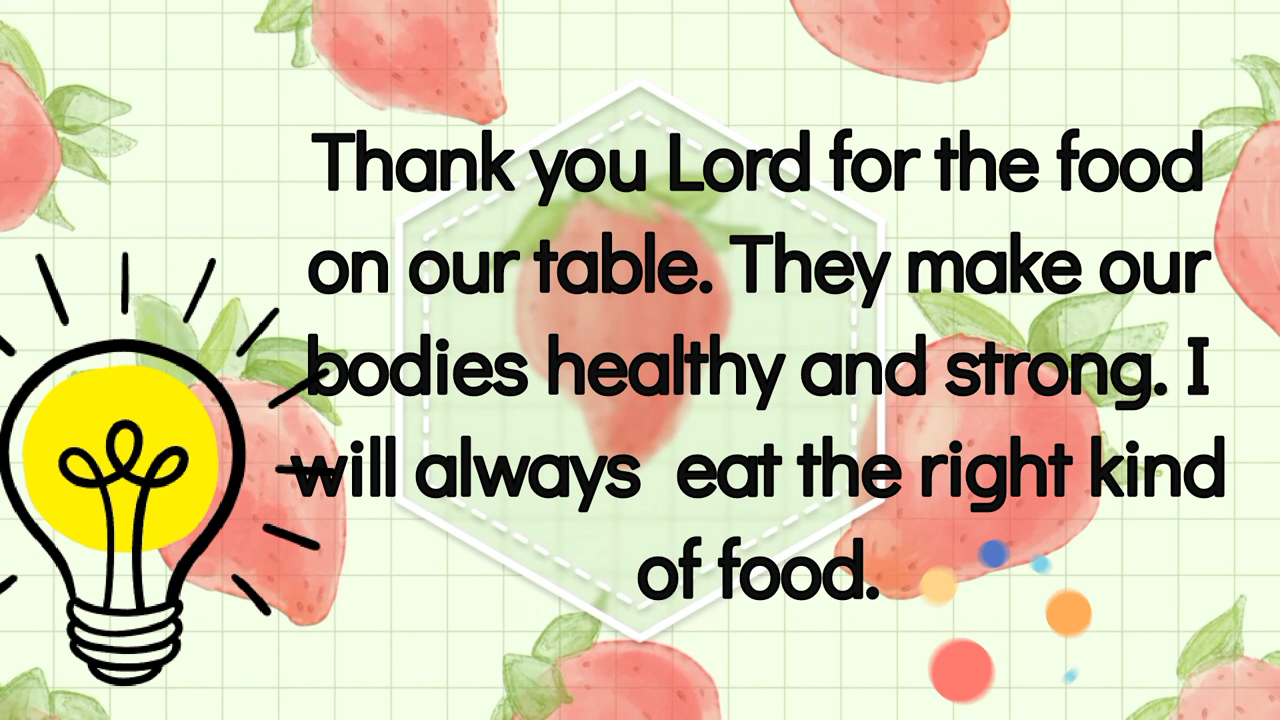 Thank you Lord for the food
on our table. They make our
bodies healthy and strong. I
will always  eat the right kind
of food.